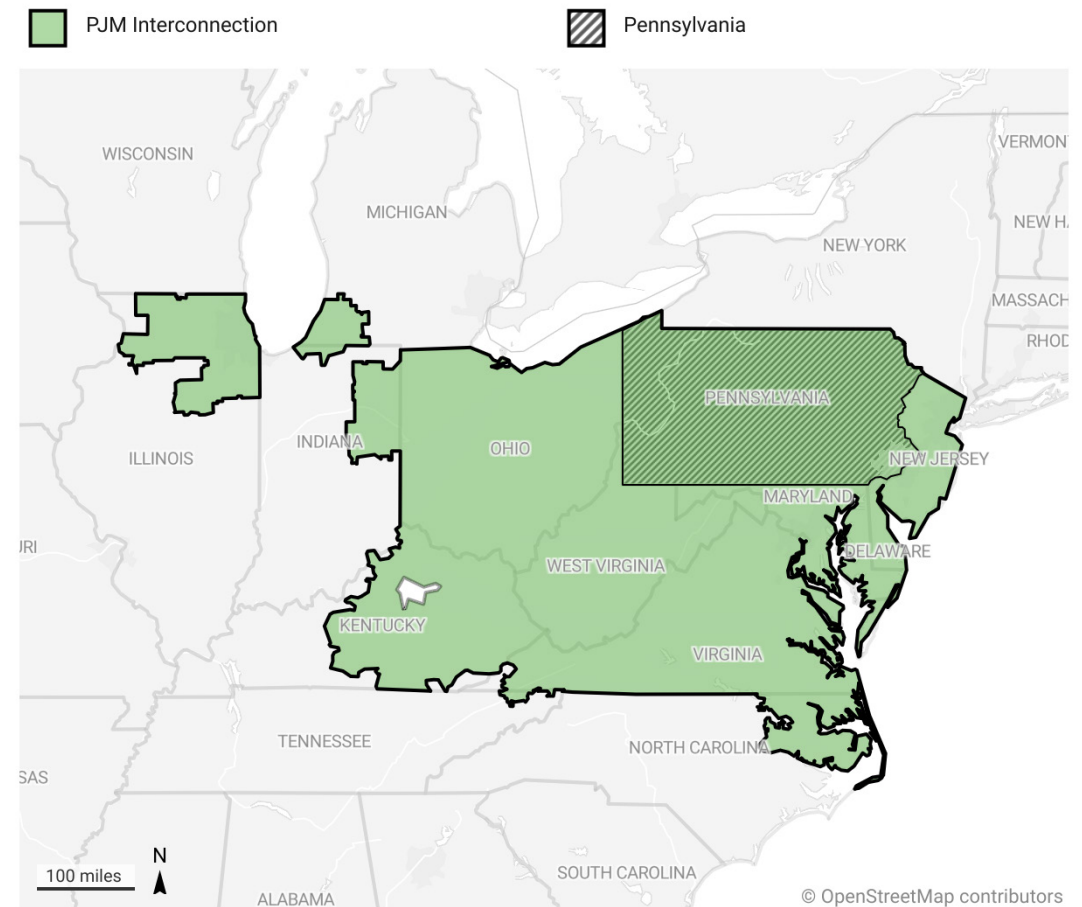 PJM Interconnection
Pennsylvania
VERMON
WISCONSIN
MICHIGAN
NEW H.
NEW YORK
MASSACH
RHOD
PENNSYLVANIA
INDIANA
OHIO
ILLINOIS
NEW JERSEY
MARYLAND
URI
DELAWARE
WEST VIRGINIA
KENTUCKY
VIRGINIA
TENNESSEE
NORTH CAROLINA
SAS
N
100 miles
SOUTH CAROLINA
ALABAMA
© OpenStreetMap contributors